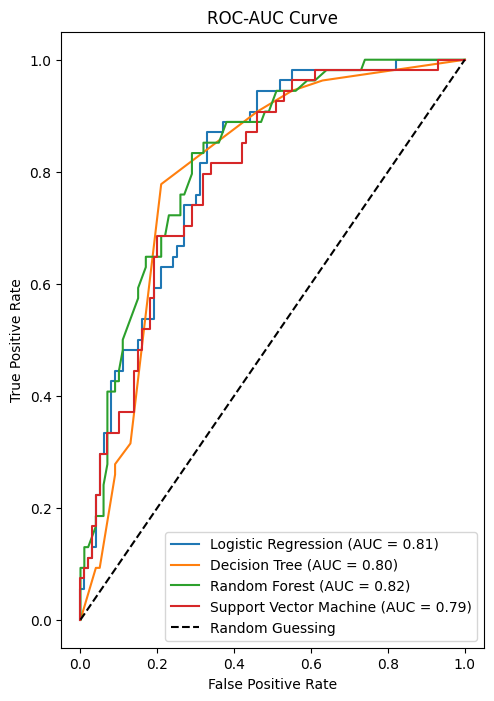 ROC-AUC Curve
True Positive Rate
1.0
0.8
0.6
0.4
0.2
0.0
Logistic Regression (AUC = 0.81)
Decision Tree (AUC = 0.80)
Random Forest (AUC = 0.82)
Support Vector Machine (AUC = 0.79)
Random Guessing
0.0 0.2 0.4 0.6 0.8 1.0
False Positive Rate